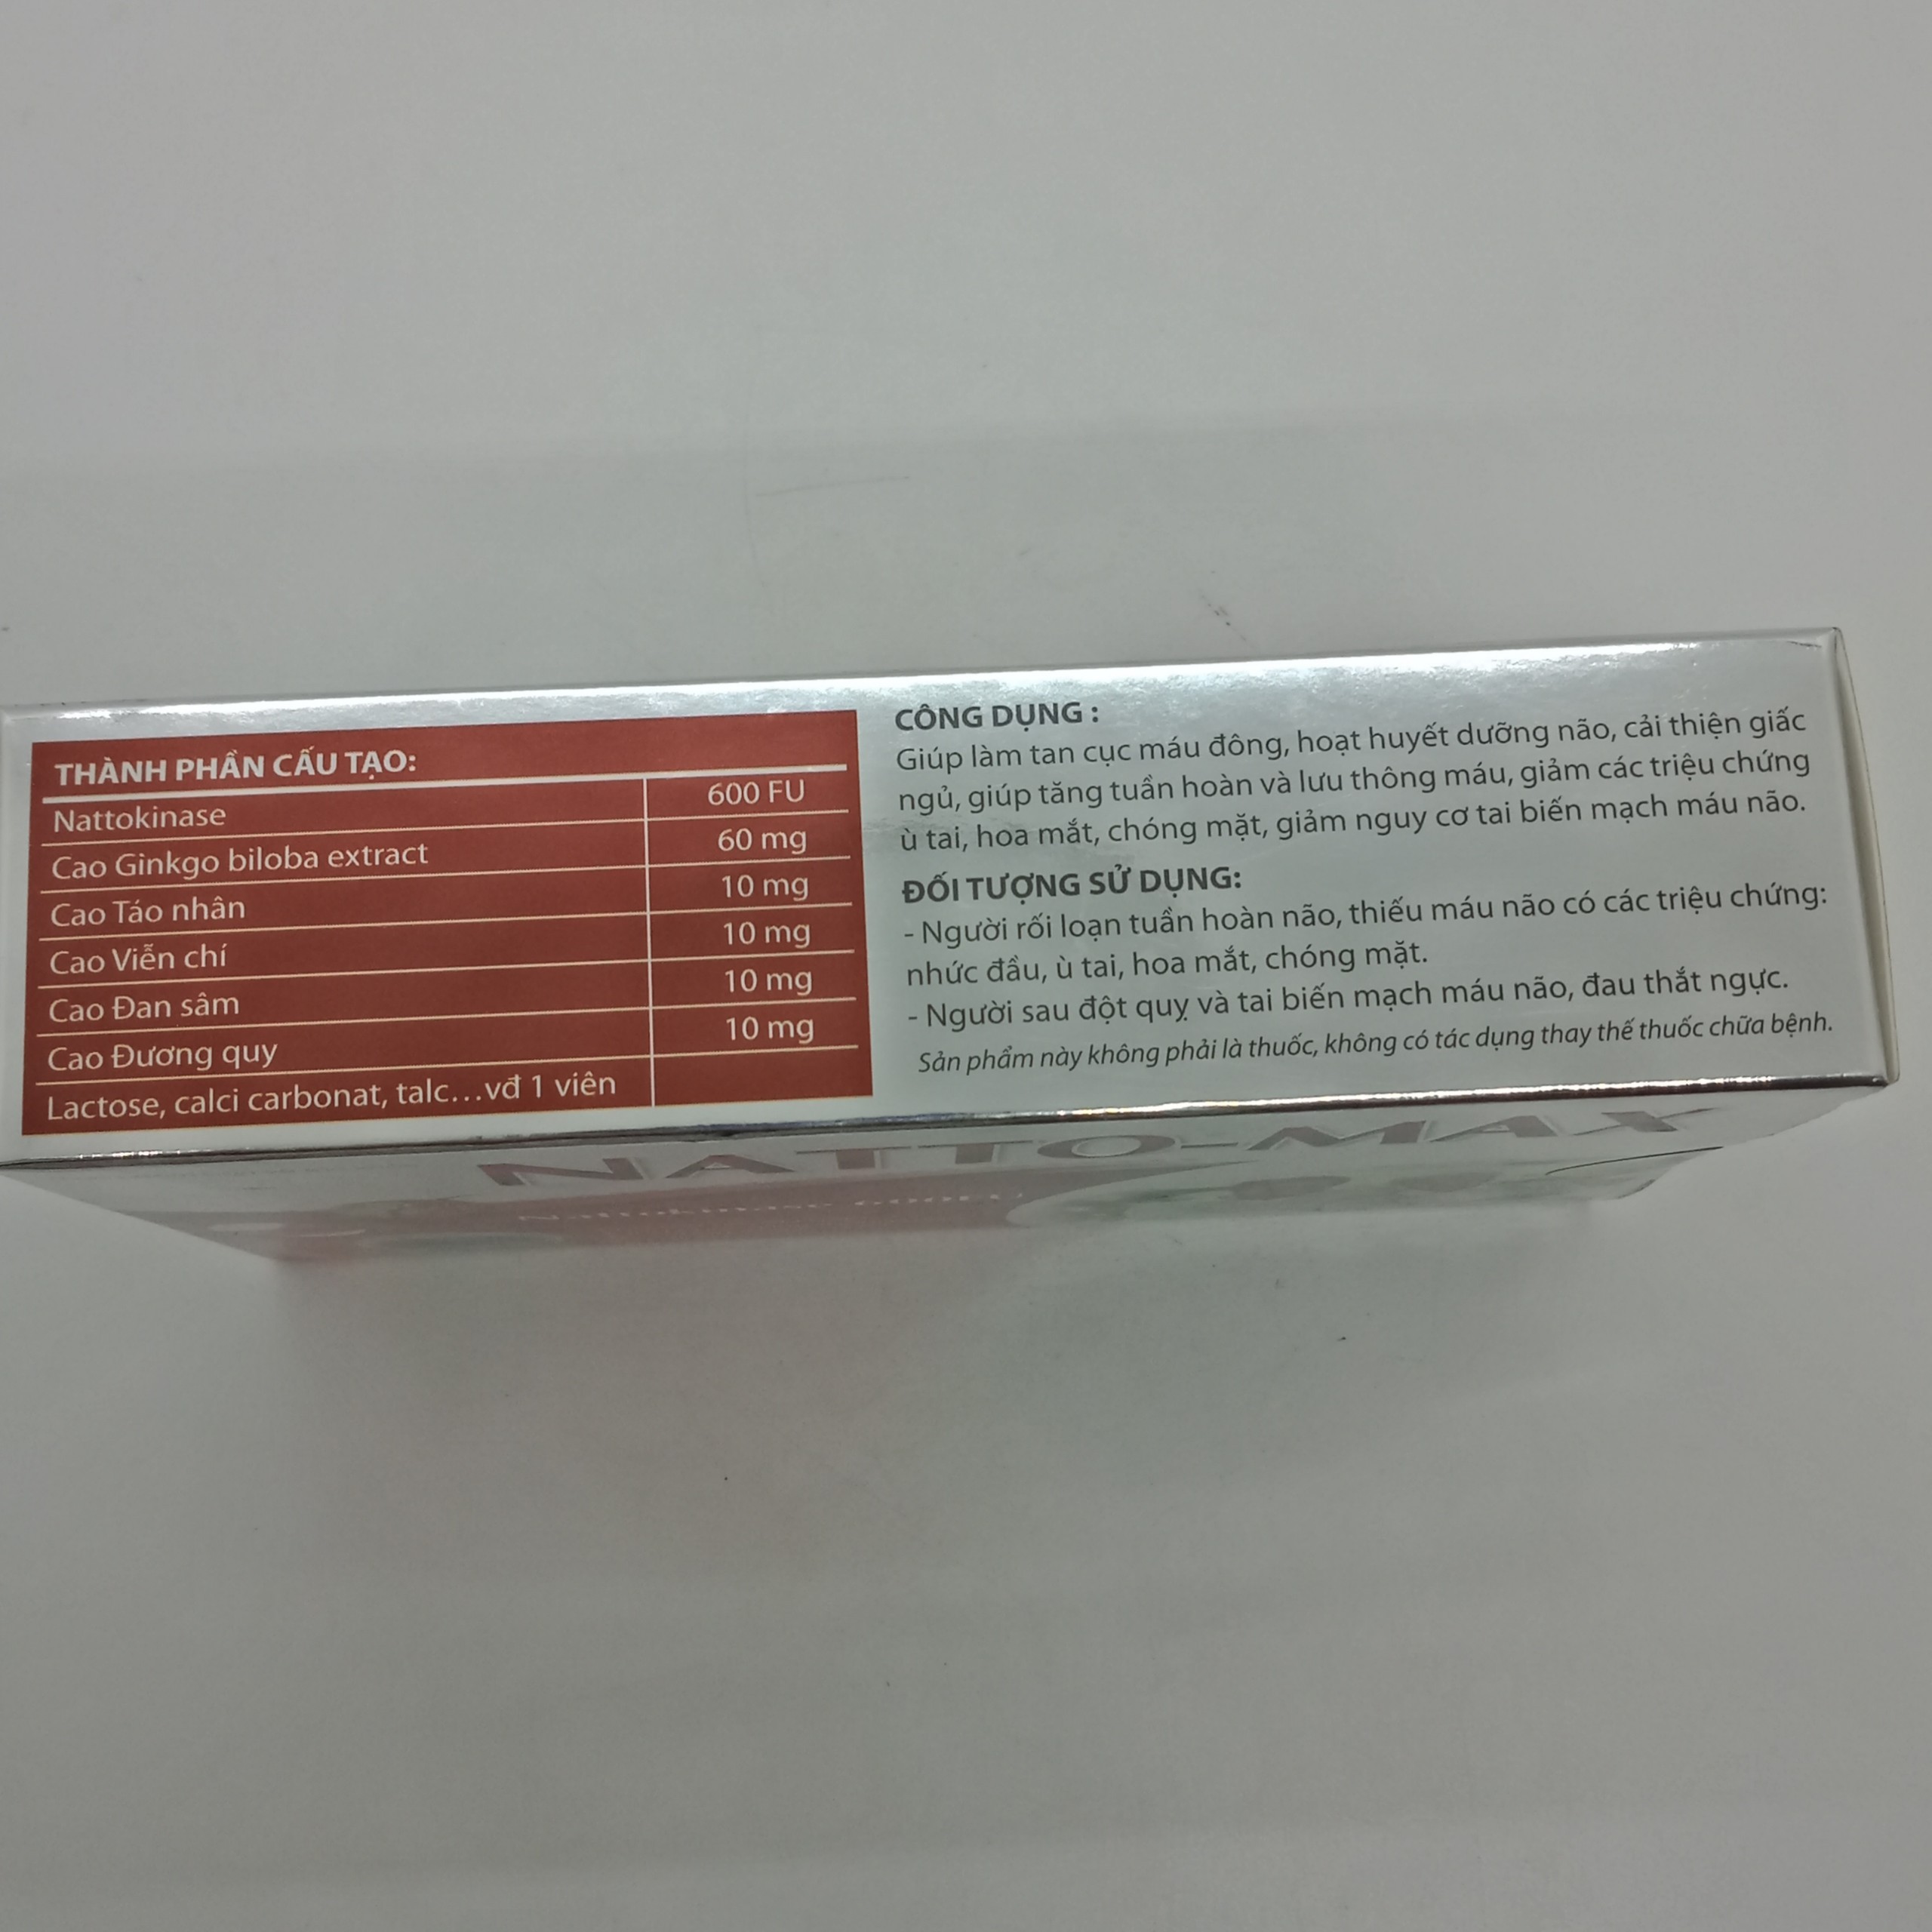 THÀNH PHẦN CẤU TẠO:
Nattokinase 600 FU
Cao Ginkgo biloba extract 60 mg
Cao Táo nhân 10 mg
Cao Viễn chí 10 mg
Cao Đan sâm 10 mg
Cao Đương quy 10 mg
Lactose, calci carbonat, talc...vđ 1 viên
CÔNG DỤNG :
Giúp làm tan cục máu đông, hoạt huyết dưỡng não, cải thiện giấc
ngủ, giúp tăng tuần hoàn và lưu thông máu, giảm các triệu chứng
ù tai, hoa mắt, chóng mặt, giảm nguy cơ tai biến mạch máu não.
ĐỐI TƯỢNG SỬ DỤNG:
- Người rối loạn tuần hoàn não, thiếu máu não có các triệu chứng:
nhức đầu, ù tai, hoa mắt, chóng mặt.
- Người sau đột quỵ và tai biến mạch máu não, đau thắt ngực.
Sản phẩm này không phải là thuốc, không có tác dụng thay thế thuốc chữa bệnh.
NATTO-MAX
Nattokinase 600FU